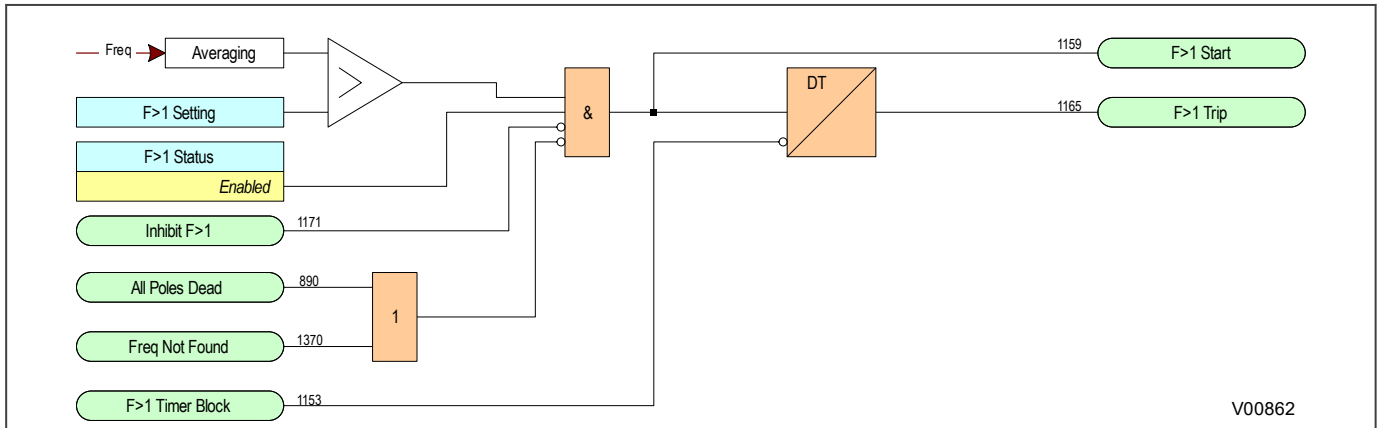 Freq
Averaging
>
F>1 Setting
F>1 Status
Enabled
Inhibit F>1
1171
All Poles Dead
890
Freq Not Found
1370
1
F>1 Timer Block
1153
&
DT
1159
F>1 Start
1165
F>1 Trip
V00862